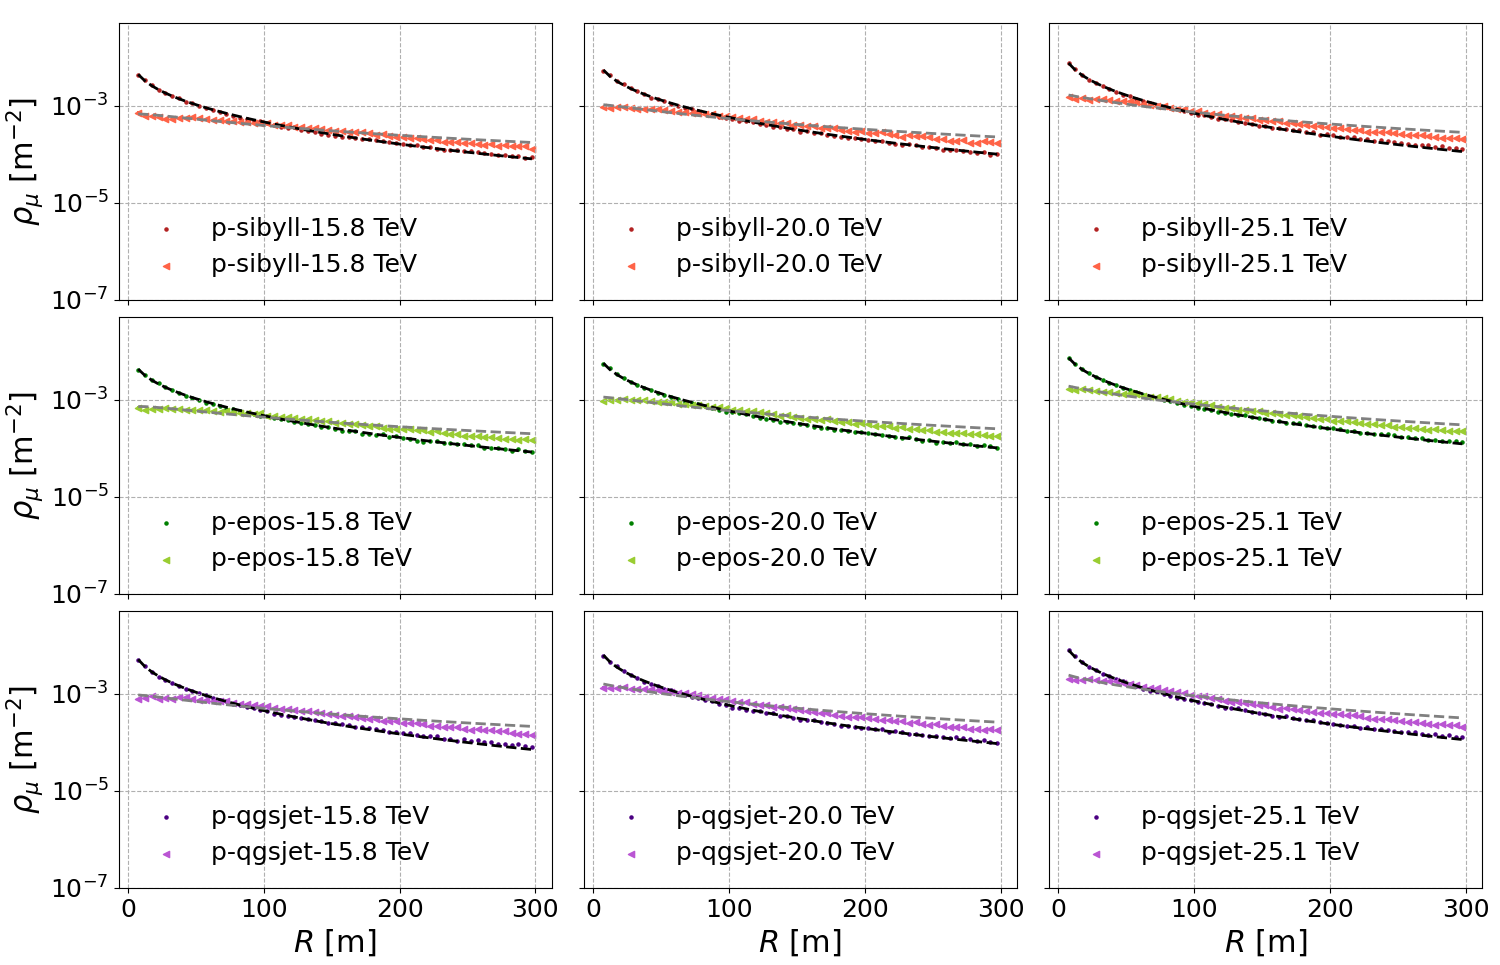 ρμ [m−2]
10−3
10−5
10−7
p-sibyll-15.8 TeV
p-sibyll-15.8 TeV
p-sibyll-20.0 TeV
p-sibyll-20.0 TeV
p-sibyll-25.1 TeV
p-sibyll-25.1 TeV
ρμ [m−2]
10−3
10−5
10−7
p-epos-15.8 TeV
p-epos-15.8 TeV
p-epos-20.0 TeV
p-epos-20.0 TeV
p-epos-25.1 TeV
p-epos-25.1 TeV
ρμ [m−2]
10−3
10−5
10−7
p-qgsjet-15.8 TeV
p-qgsjet-15.8 TeV
p-qgsjet-20.0 TeV
p-qgsjet-20.0 TeV
p-qgsjet-25.1 TeV
p-qgsjet-25.1 TeV
0 100 200 300
0 100 200 300
0 100 200 300
R [m]
R [m]
R [m]